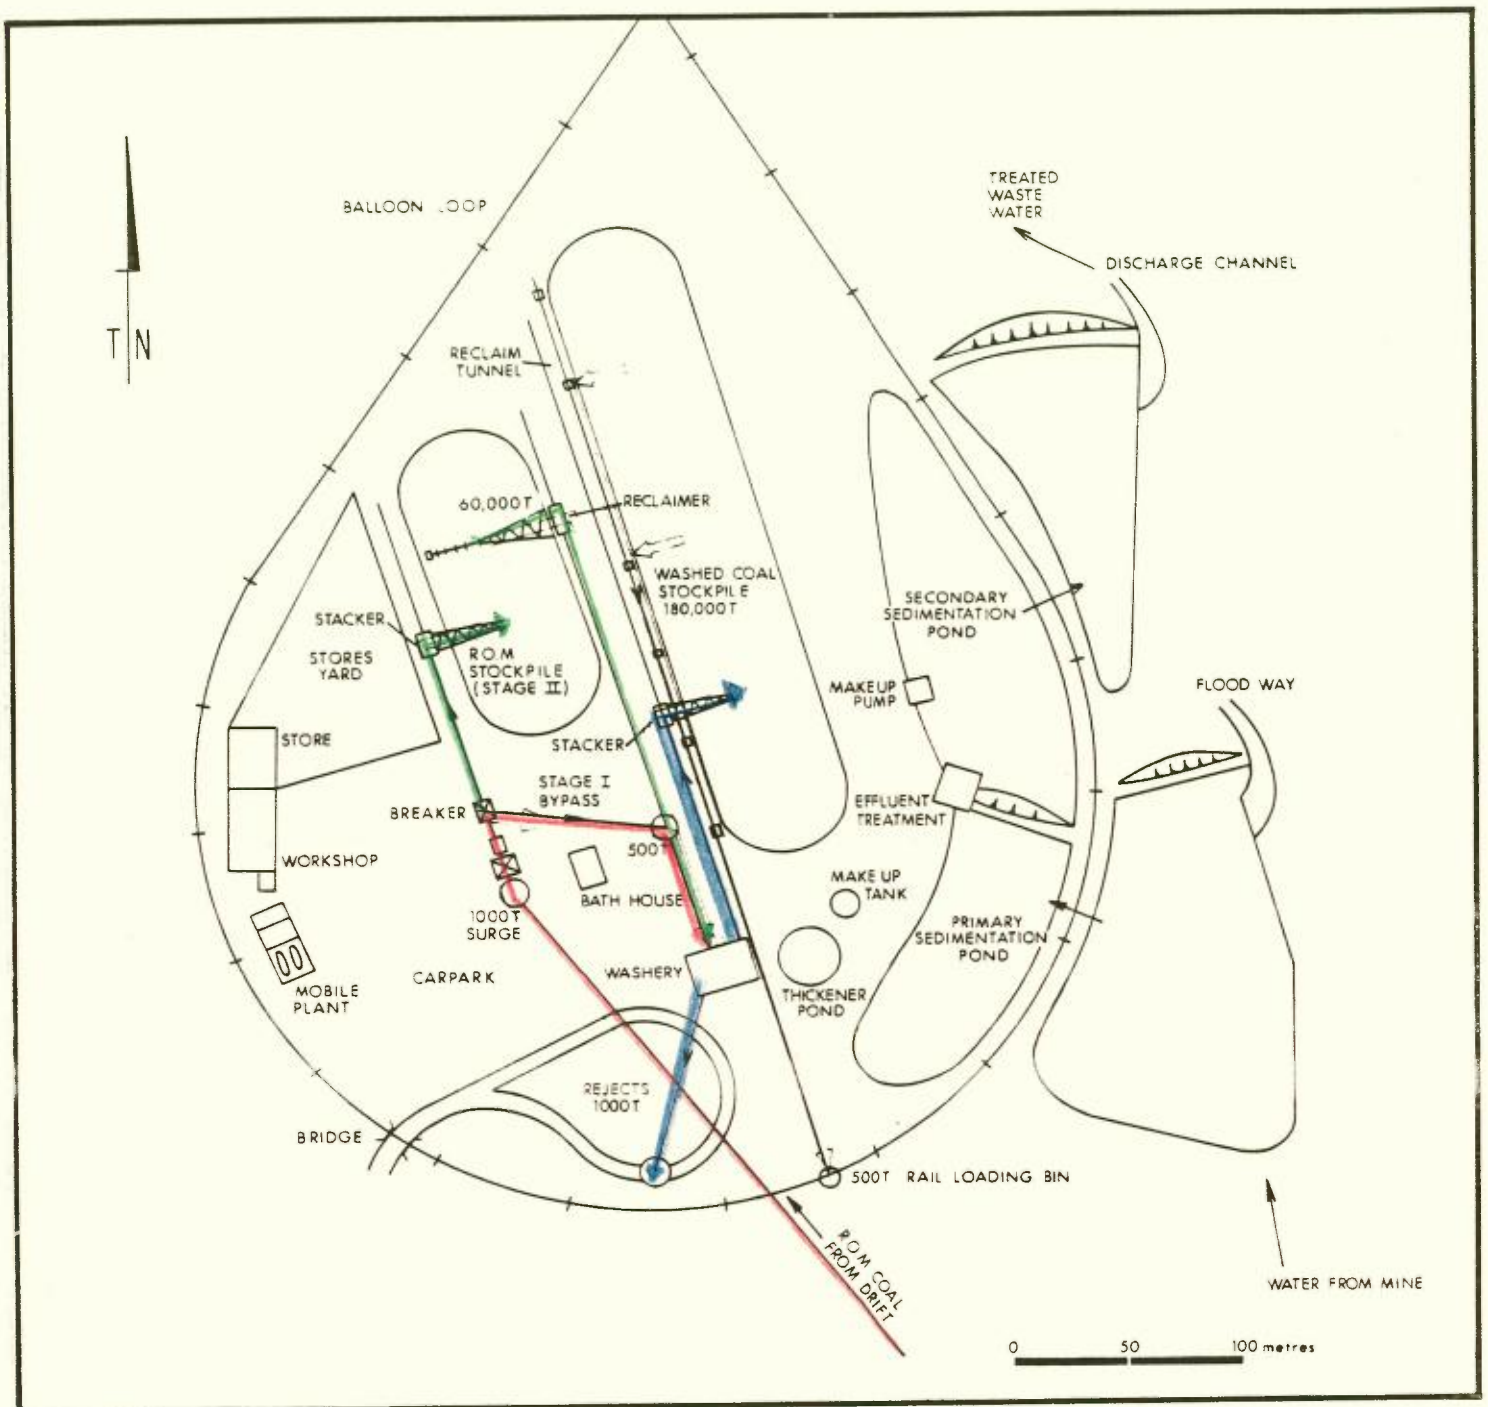 TREATED
WASTE
WATER
BALLOON LOOP
DISCHARGE CHANNEL
TN
RECLAIM
TUNNEL
60,000T
RECLAIMER
WASHED COAL
STOCKPILE
180,000T
SECONDARY
SEDIMENTATION
POND
STACKER
STORES
YARD
R.O.M
STOCKPILE
(STAGE II)
MAKEUP
PUMP
FLOOD WAY
STORE
STACKER
STAGE I
BYPASS
BREAKER
EFFLUENT
TREATMENT
500T
WORKSHOP
BATH HOUSE
MAKE UP
TANK
1000T
SURGE
PRIMARY
SEDIMENTATION
POND
CARPARK
WASHERY
MOBILE
PLANT
THICKENER
POND
REJECTS
1000T
BRIDGE
500T RAIL LOADING BIN
R O M COAL
FROM DRIFT
WATER FROM MINE
0 50 100 metres